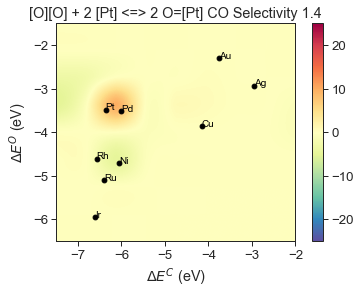 [O][O] + 2 [Pt] <=> 2 O=[Pt] CO Selectivity 1.4
−2
−3
−4
−5
−6
ΔE^O (eV)
Au
Ag
Pt
Pd
Cu
Rh
Ni
Ru
Ir
−7
−6
−5
−4
−3
−2
ΔE^C (eV)
20
10
0
−10
−20